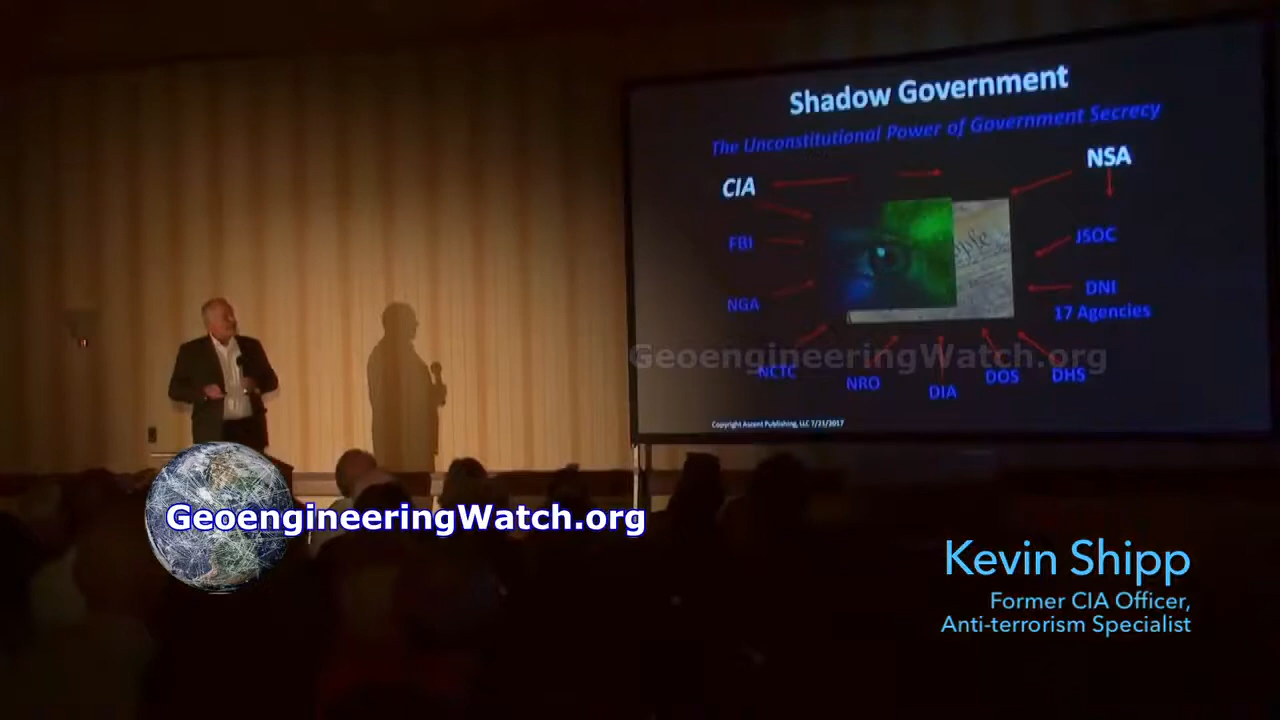 Shadow Government
The Unconstitutional Power of Government Secrecy
CIA
NSA
FBI
JSOC
NGA
DNI
17 Agencies
NCTC
NRO
DIA
DOS
DHS
Copyright Ascent Publishing, LLC 7/21/2017
GeoengineeringWatch.org
GeoengineeringWatch.org
Kevin Shipp
Former CIA Officer,
Anti-terrorism Specialist